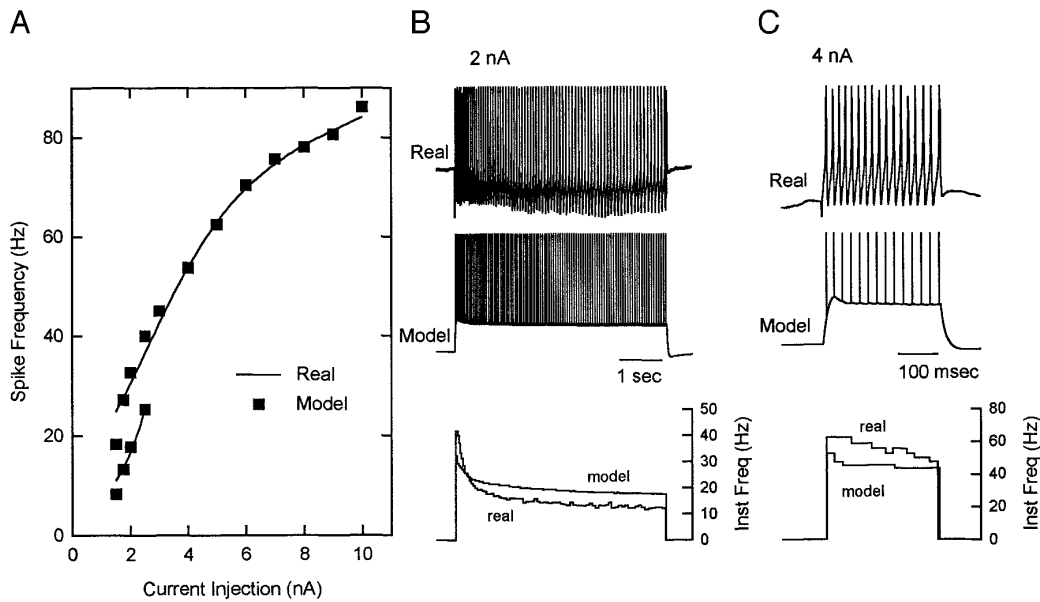 A
Spike Frequency (Hz)
80
60
40
20
0
0 2 4 6 8 10
Current Injection (nA)
Real
Model
B
2 nA
Real
Model
1 sec
model
real
50
40
30
20
10
0
Inst Freq (Hz)
C
4 nA
Real
Model
100 msec
real
model
80
60
40
20
0
Inst Freq (Hz)